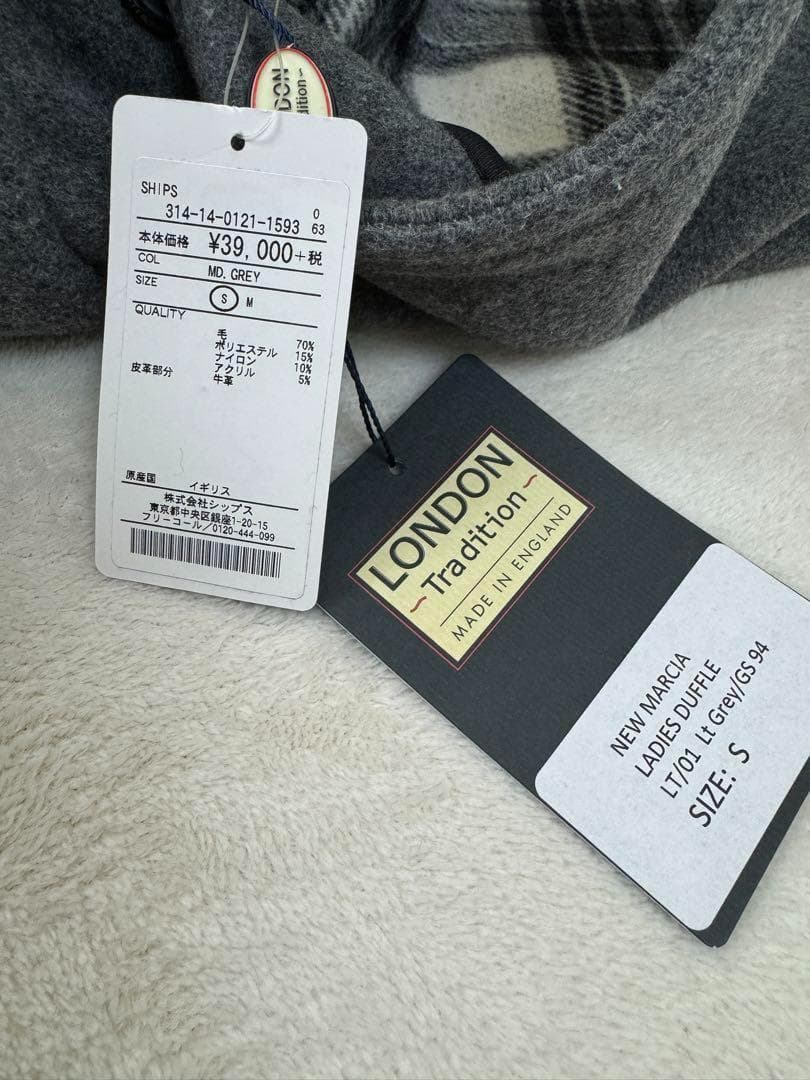 DON
dition~
SHIPS
314-14-0121-1593 0
63
本体価格 ¥39,000+税
COL MD. GREY
SIZE S M
QUALITY
毛 70%
ポリエステル 15%
ナイロン 10%
アクリル 5%
皮革部分 牛革
原産国 イギリス
株式会社シップス
東京都中央区銀座1-20-15
フリーコール/0120-444-099
LONDON
~Tradition~
MADE IN ENGLAND
NEW MARCIA
LADIES DUFFLE
LT/01 Lt Grey/GS 94
SIZE: S